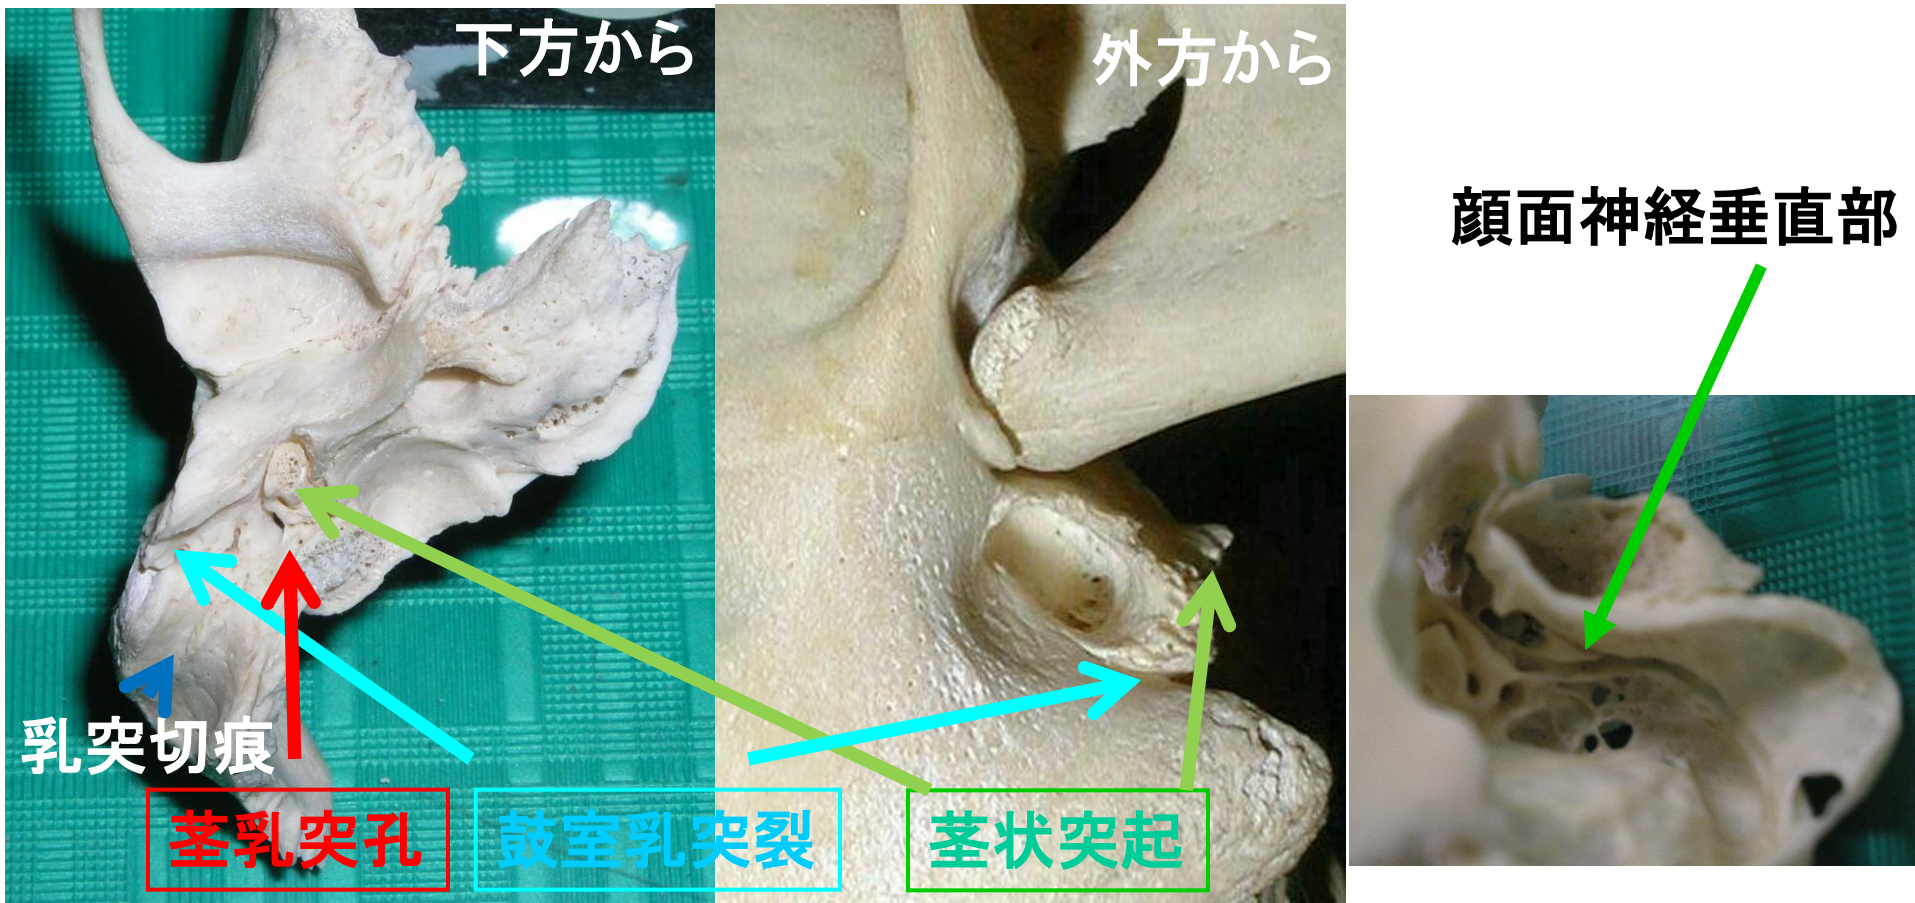 下方から
外方から
顔面神経垂直部
乳突切痕
茎乳突孔
鼓室乳突裂
茎状突起